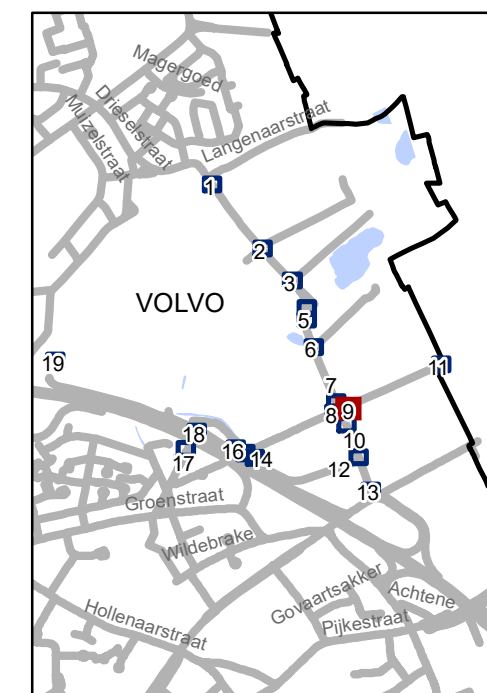 Magergoed
Drieselstraat
Muizelstraat
Langenaarstraat
1
2
3
VOLVO
5
6
19
11
7
8
9
18
16
10
17
14
12
13
Groenstraat
Wildebrake
Govaartsakker
Achtene
Hollenaarstraat
Pijkestraat